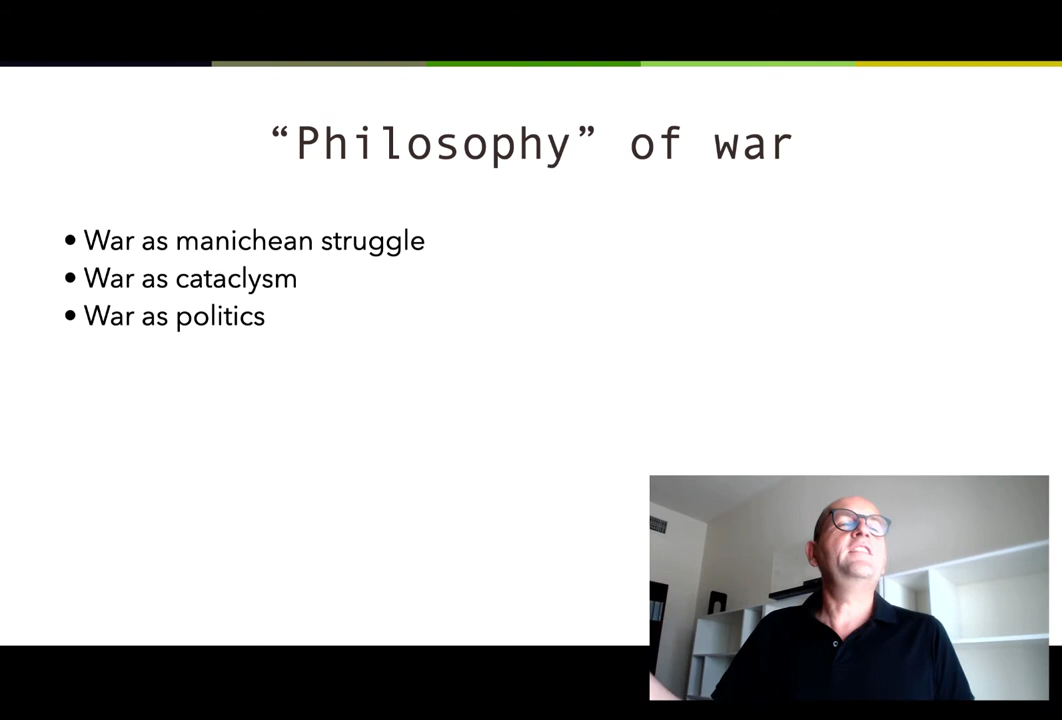 “Philosophy” of war
• War as manichean struggle
• War as cataclysm
• War as politics